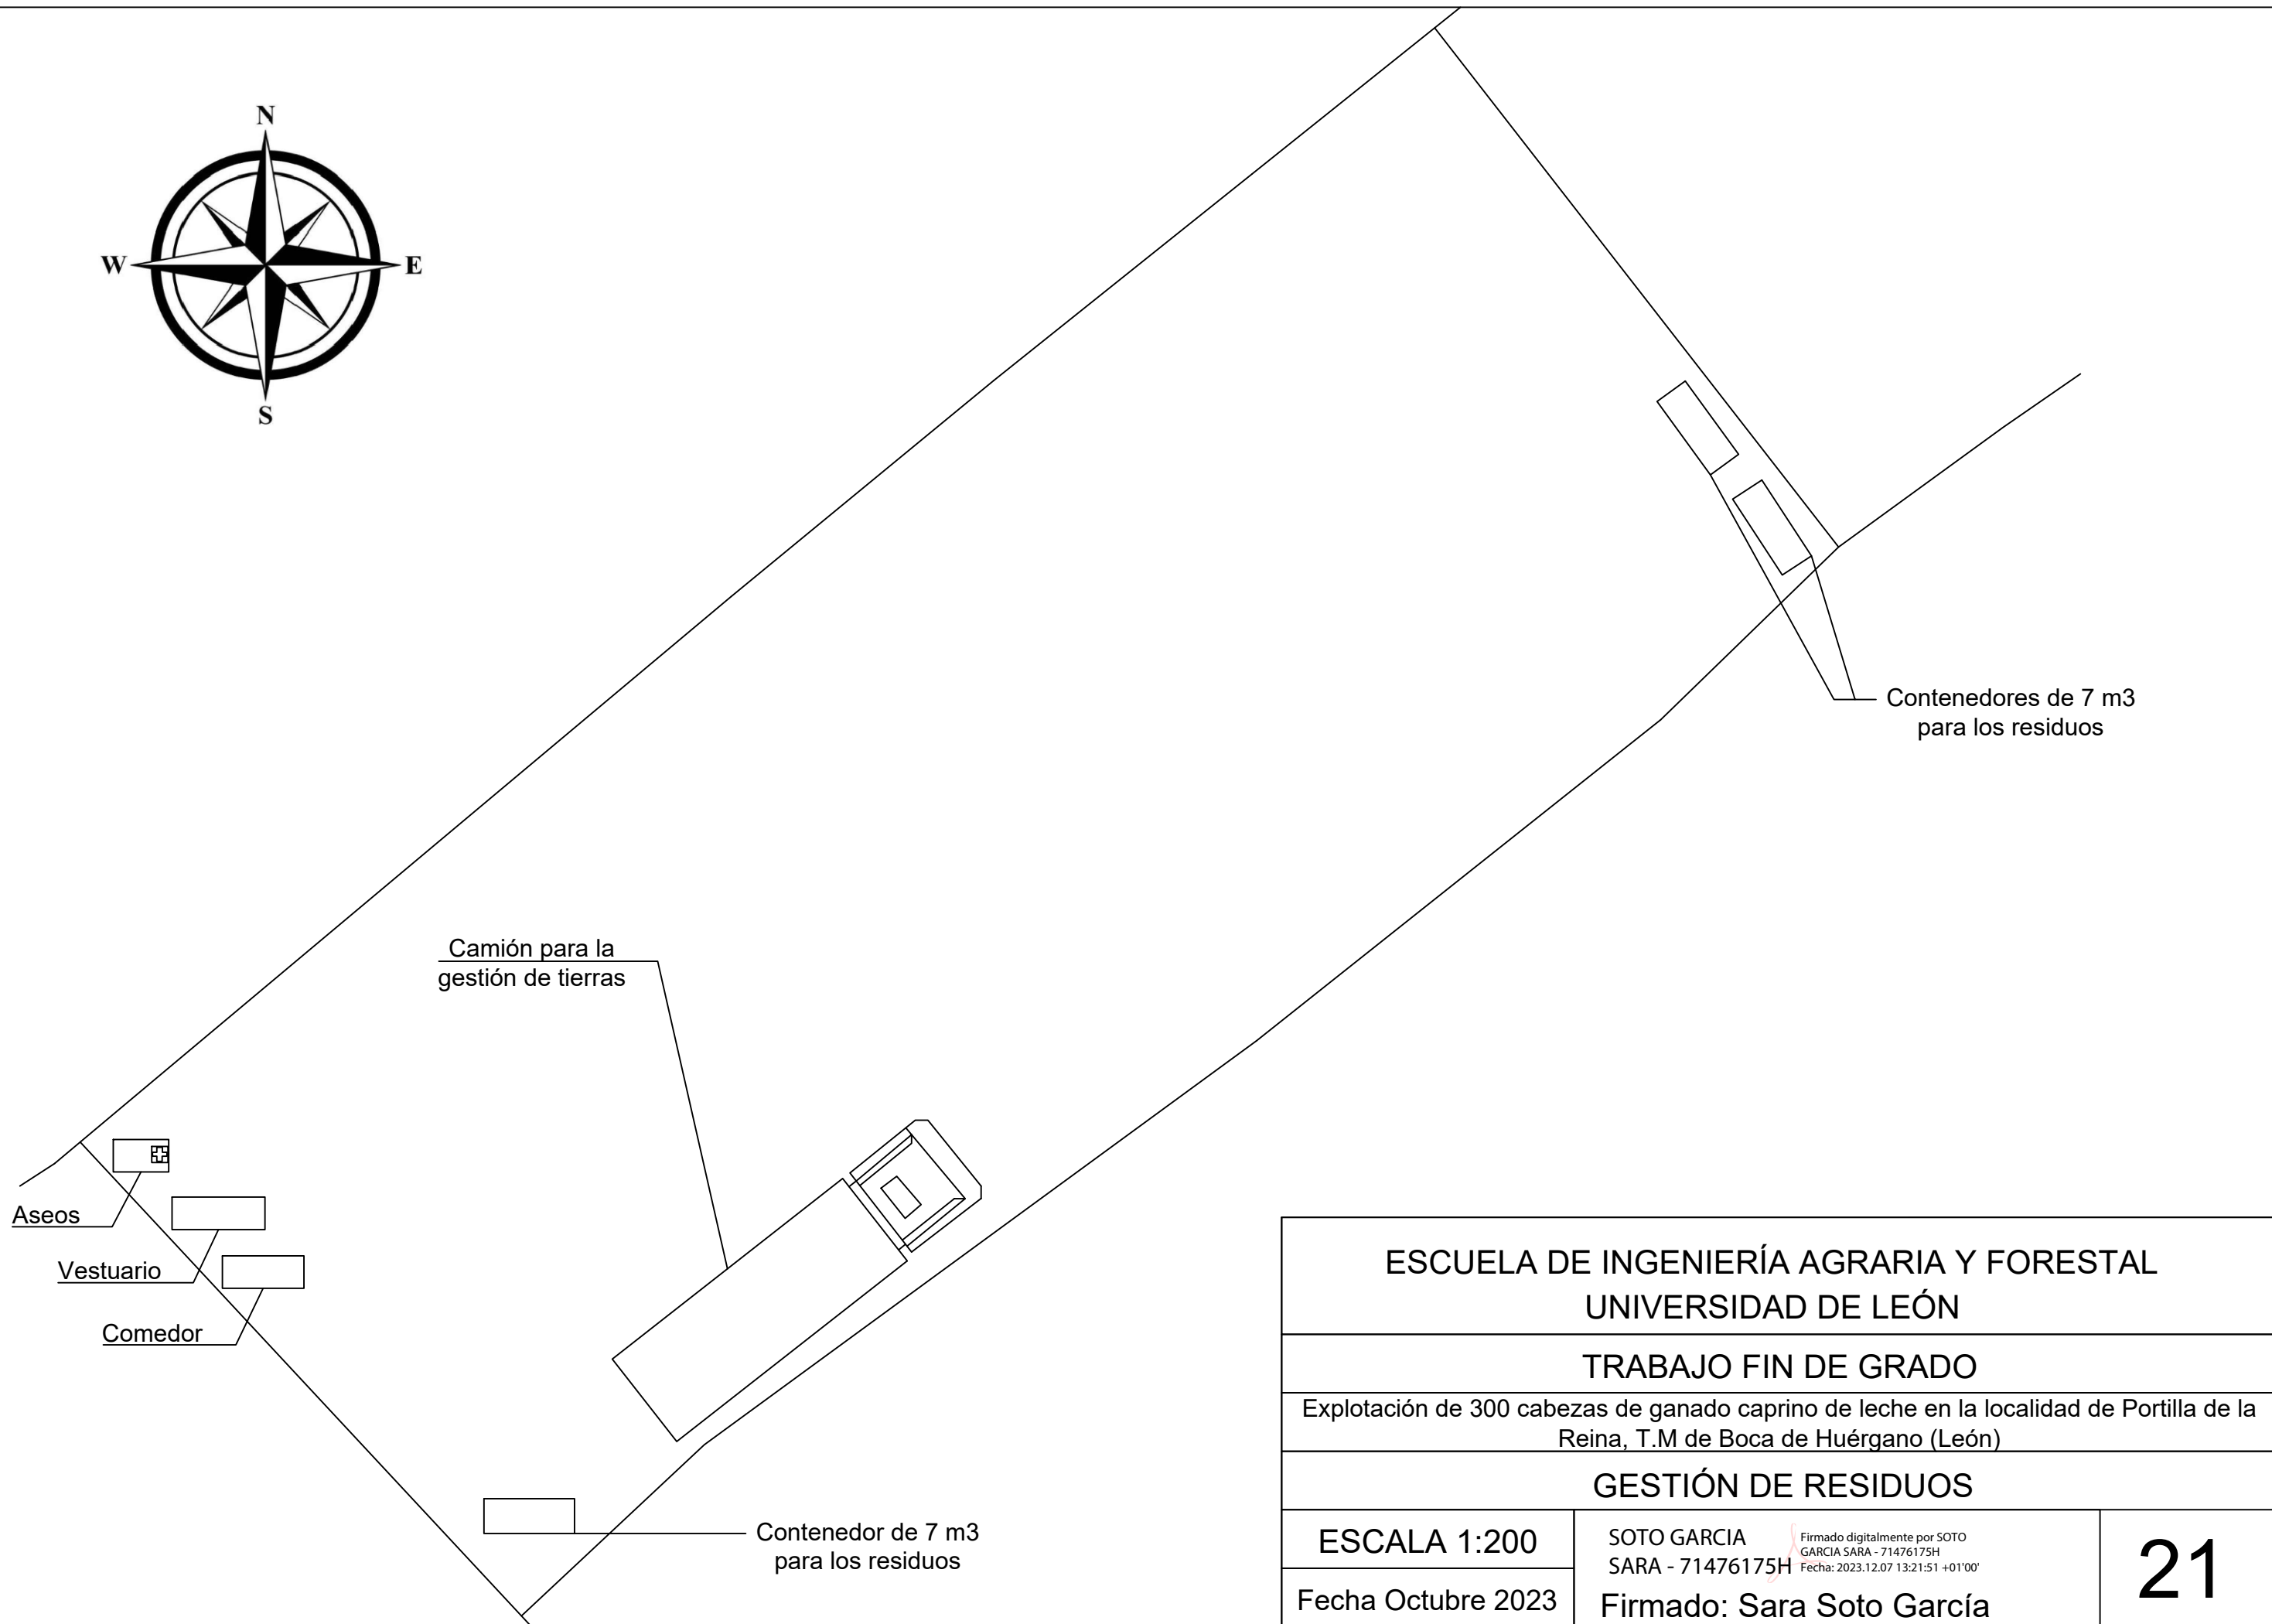 N
W
E
S
Contenedores de 7 m3
para los residuos
Camión para la
gestión de tierras
Aseos
Vestuario
Comedor
Contenedor de 7 m3
para los residuos
ESCUELA DE INGENIERÍA AGRARIA Y FORESTAL
UNIVERSIDAD DE LEÓN
TRABAJO FIN DE GRADO
Explotación de 300 cabezas de ganado caprino de leche en la localidad de Portilla de la
Reina, T.M de Boca de Huérgano (León)
GESTIÓN DE RESIDUOS
ESCALA 1:200
Fecha Octubre 2023
SOTO GARCIA
SARA - 71476175H
Firmado digitalmente por SOTO
GARCIA SARA - 71476175H
Fecha: 2023.12.07 13:21:51 +01'00'
Firmado: Sara Soto García
21